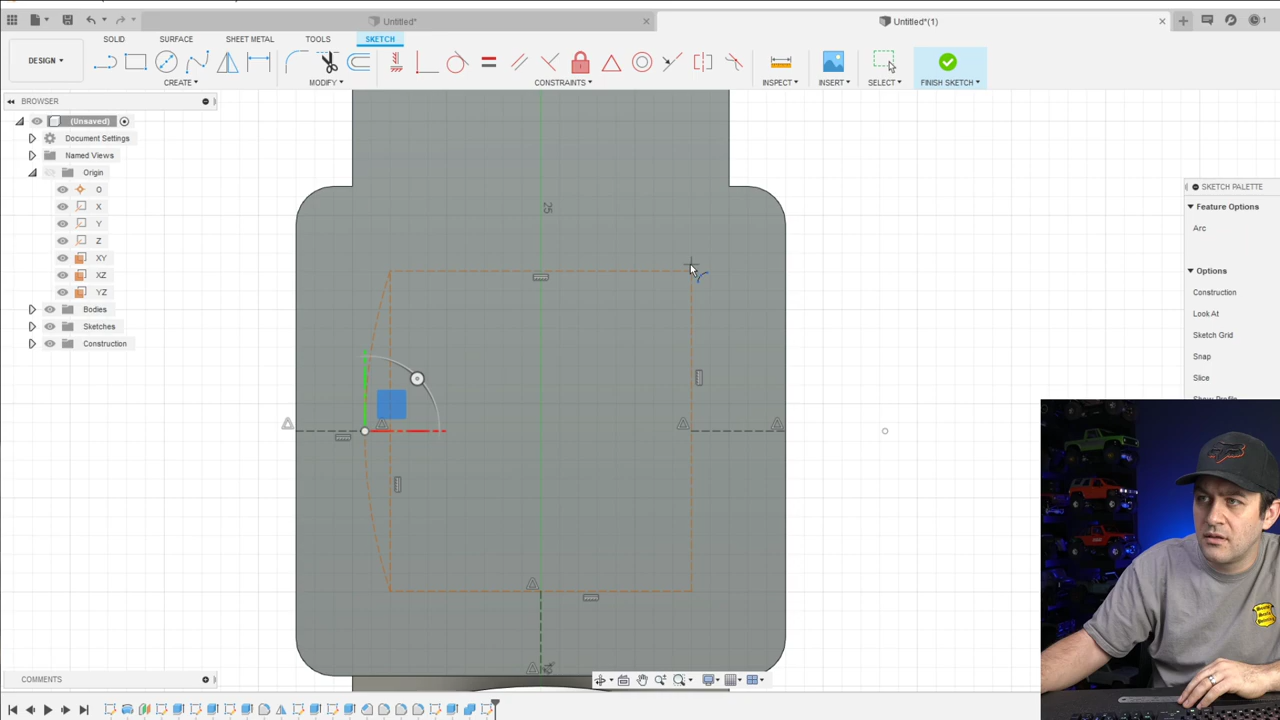 Untitled*
Untitled*(1)
1
SOLID SURFACE SHEET METAL TOOLS SKETCH
DESIGN
CREATE MODIFY CONSTRAINTS INSPECT INSERT SELECT FINISH SKETCH
BROWSER
(Unsaved)
Document Settings
Named Views
Origin
O
X
Y
Z
XY
XZ
YZ
Bodies
Sketches
Construction
25
SKETCH PALETTE
Feature Options
Arc
Options
Construction
Look At
Sketch Grid
Snap
Slice
COMMENTS